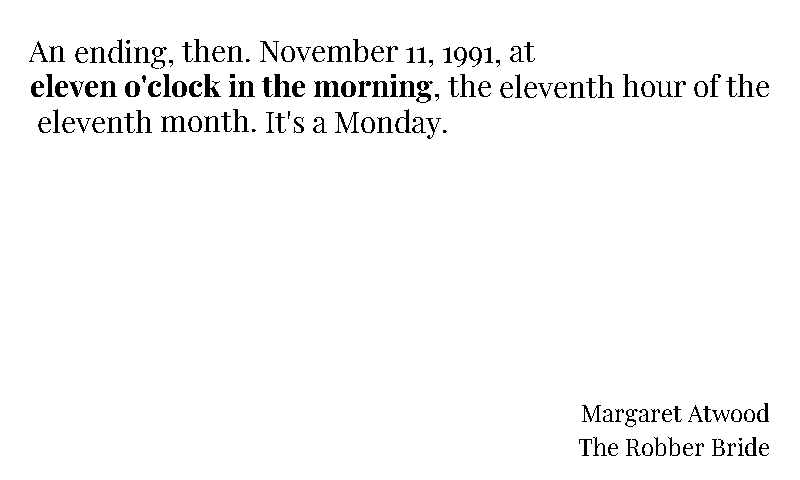 An ending, then. November 11, 1991, at
eleven o'clock in the morning, the eleventh hour of the
eleventh month. It's a Monday.
Margaret Atwood
The Robber Bride